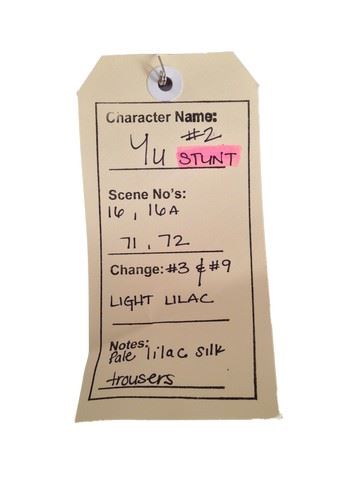 Character Name:
Yu #2
STUNT
Scene No's:
16, 16A
71, 72
Change: #3 & #9
LIGHT LILAC
Notes:
Pale lilac silk
trousers